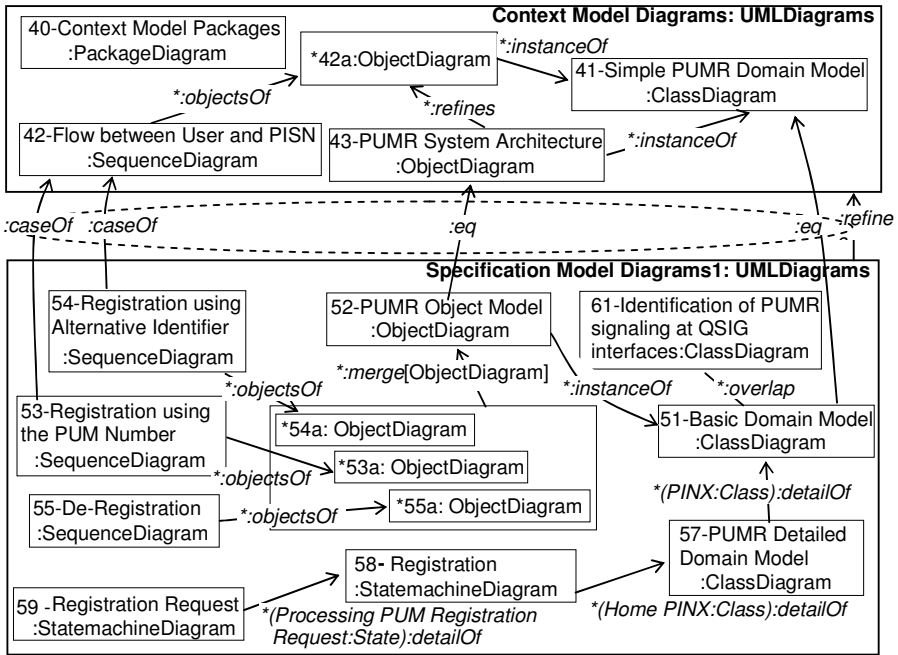 Context Model Diagrams: UMLDiagrams
40-Context Model Packages
:PackageDiagram
*42a:ObjectDiagram
*:instanceOf
41-Simple PUMR Domain Model
:ClassDiagram
*:objectsOf
*:refines
42-Flow between User and PISN
:SequenceDiagram
43-PUMR System Architecture
:ObjectDiagram
*:instanceOf
:caseOf
:caseOf
:eq
:eq
:refine
Specification Model Diagrams1: UMLDiagrams
54-Registration using
Alternative Identifier
:SequenceDiagram
52-PUMR Object Model
:ObjectDiagram
61-Identification of PUMR
signaling at QSIG
interfaces:ClassDiagram
*:objectsOf
*:merge[ObjectDiagram]
*:instanceOf
*:overlap
53-Registration using
the PUM Number
:SequenceDiagram
*54a: ObjectDiagram
51-Basic Domain Model
:ClassDiagram
*53a: ObjectDiagram
*:objectsOf
*55a: ObjectDiagram
*(PINX:Class):detailOf
55-De-Registration
:SequenceDiagram
*:objectsOf
57-PUMR Detailed
Domain Model
:ClassDiagram
58- Registration
:StatemachineDiagram
59 -Registration Request
:StatemachineDiagram
*(Processing PUM Registration
Request:State):detailOf
*(Home PINX:Class):detailOf